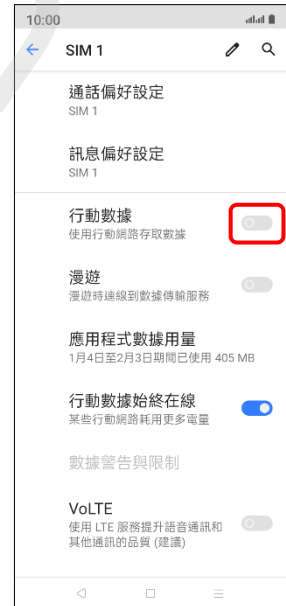 10:00
SIM 1
通話偏好設定
SIM 1
訊息偏好設定
SIM 1
行動數據
使用行動網路存取數據
漫遊
漫遊時連線到數據傳輸服務
應用程式數據用量
1月4日至2月3日期間已使用 405 MB
行動數據始終在線
某些行動網路耗用更多電量
數據警告與限制
VoLTE
使用 LTE 服務提升語音通訊和
其他通訊的品質 (建議)